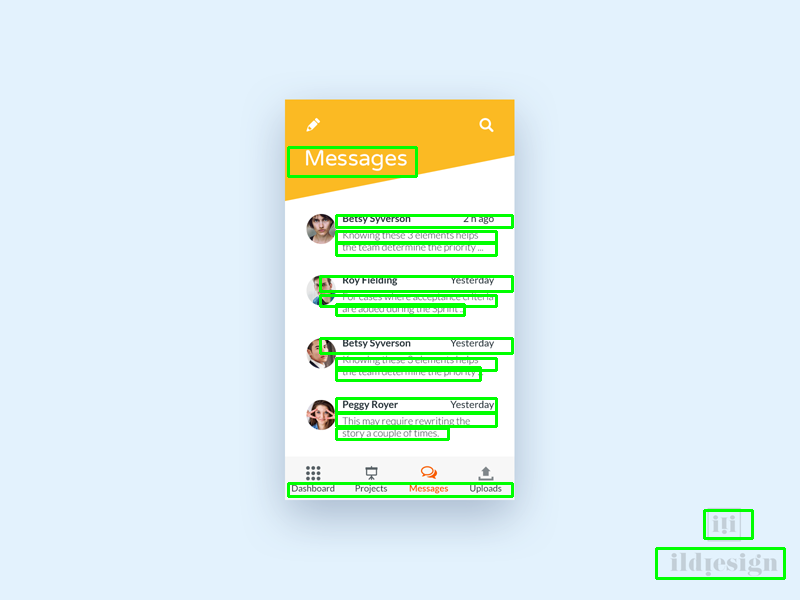 Messages
Betsy Syverson 2 h ago
Knowing these 3 elements helps
the team determine the priority ...
Roy Fielding Yesterday
For cases where acceptance criteria
are added during the Sprint ..
Betsy Syverson Yesterday
Knowing these 3 elements helps
the team determine the priority ..
Peggy Royer Yesterday
This may require rewriting the
story a couple of times.
Dashboard Projects Messages Uploads
ildjesign